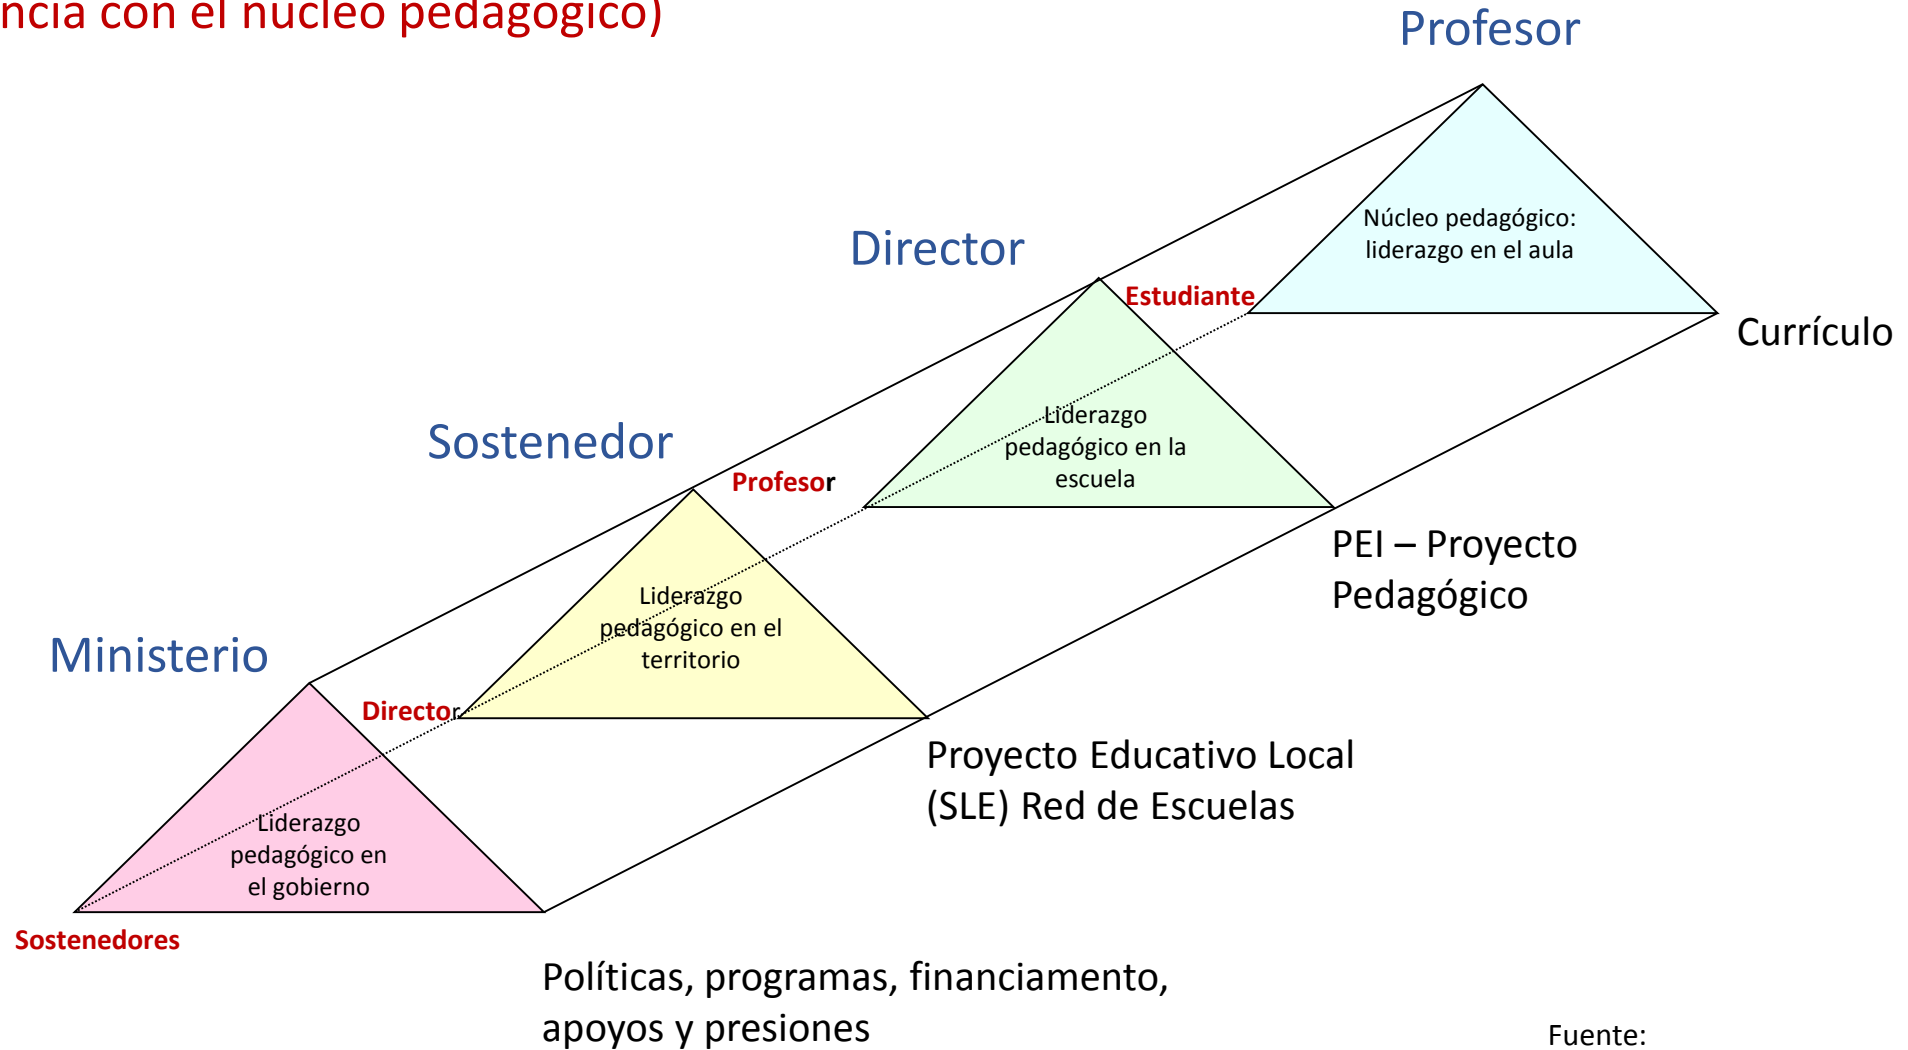 ncia con el núcleo pedagógico)
Profesor
Núcleo pedagógico:
liderazgo en el aula
Director
Estudiante
Currículo
Liderazgo
pedagógico en la
escuela
Sostenedor
Profesor
PEI – Proyecto
Pedagógico
Liderazgo
pedagógico en el
territorio
Ministerio
Director
Proyecto Educativo Local
(SLE) Red de Escuelas
Liderazgo
pedagógico en
el gobierno
Sostenedores
Políticas, programas, financiamento,
apoyos y presiones
Fuente: